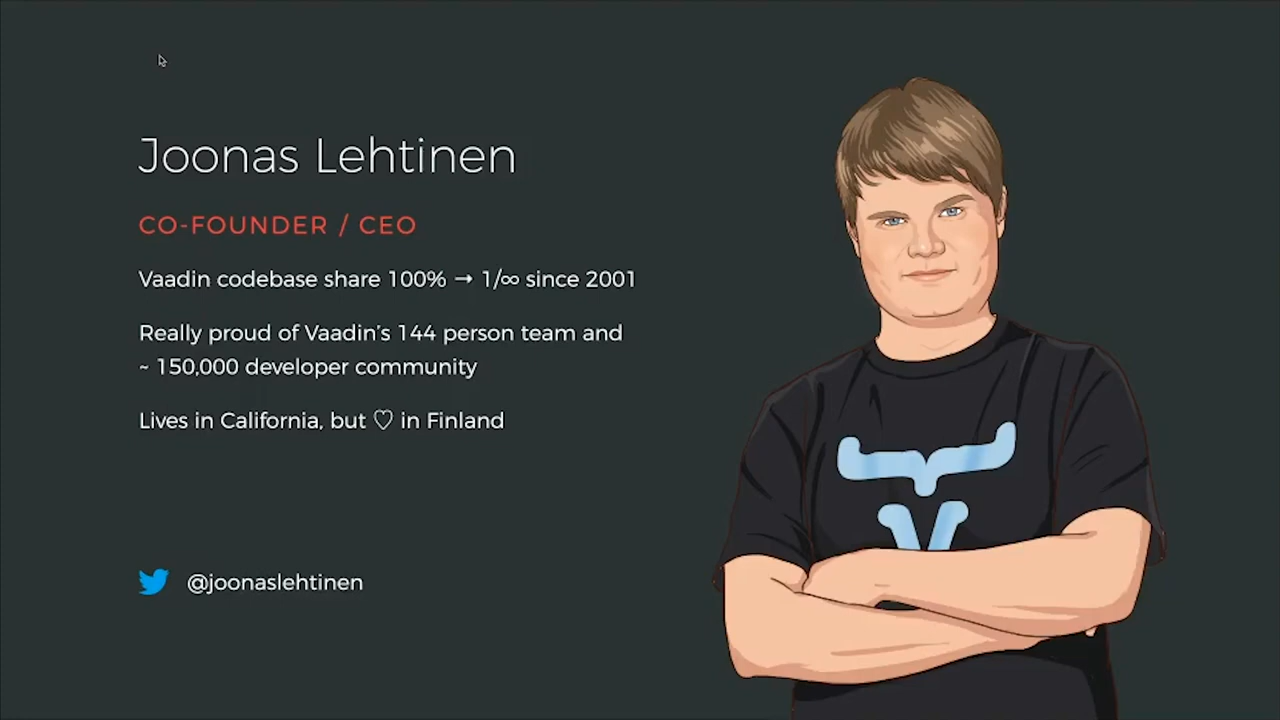 Joonas Lehtinen
CO-FOUNDER / CEO
Vaadin codebase share 100% → 1/∞ since 2001
Really proud of Vaadin’s 144 person team and
~ 150,000 developer community
Lives in California, but ♡ in Finland
@joonaslehtinen